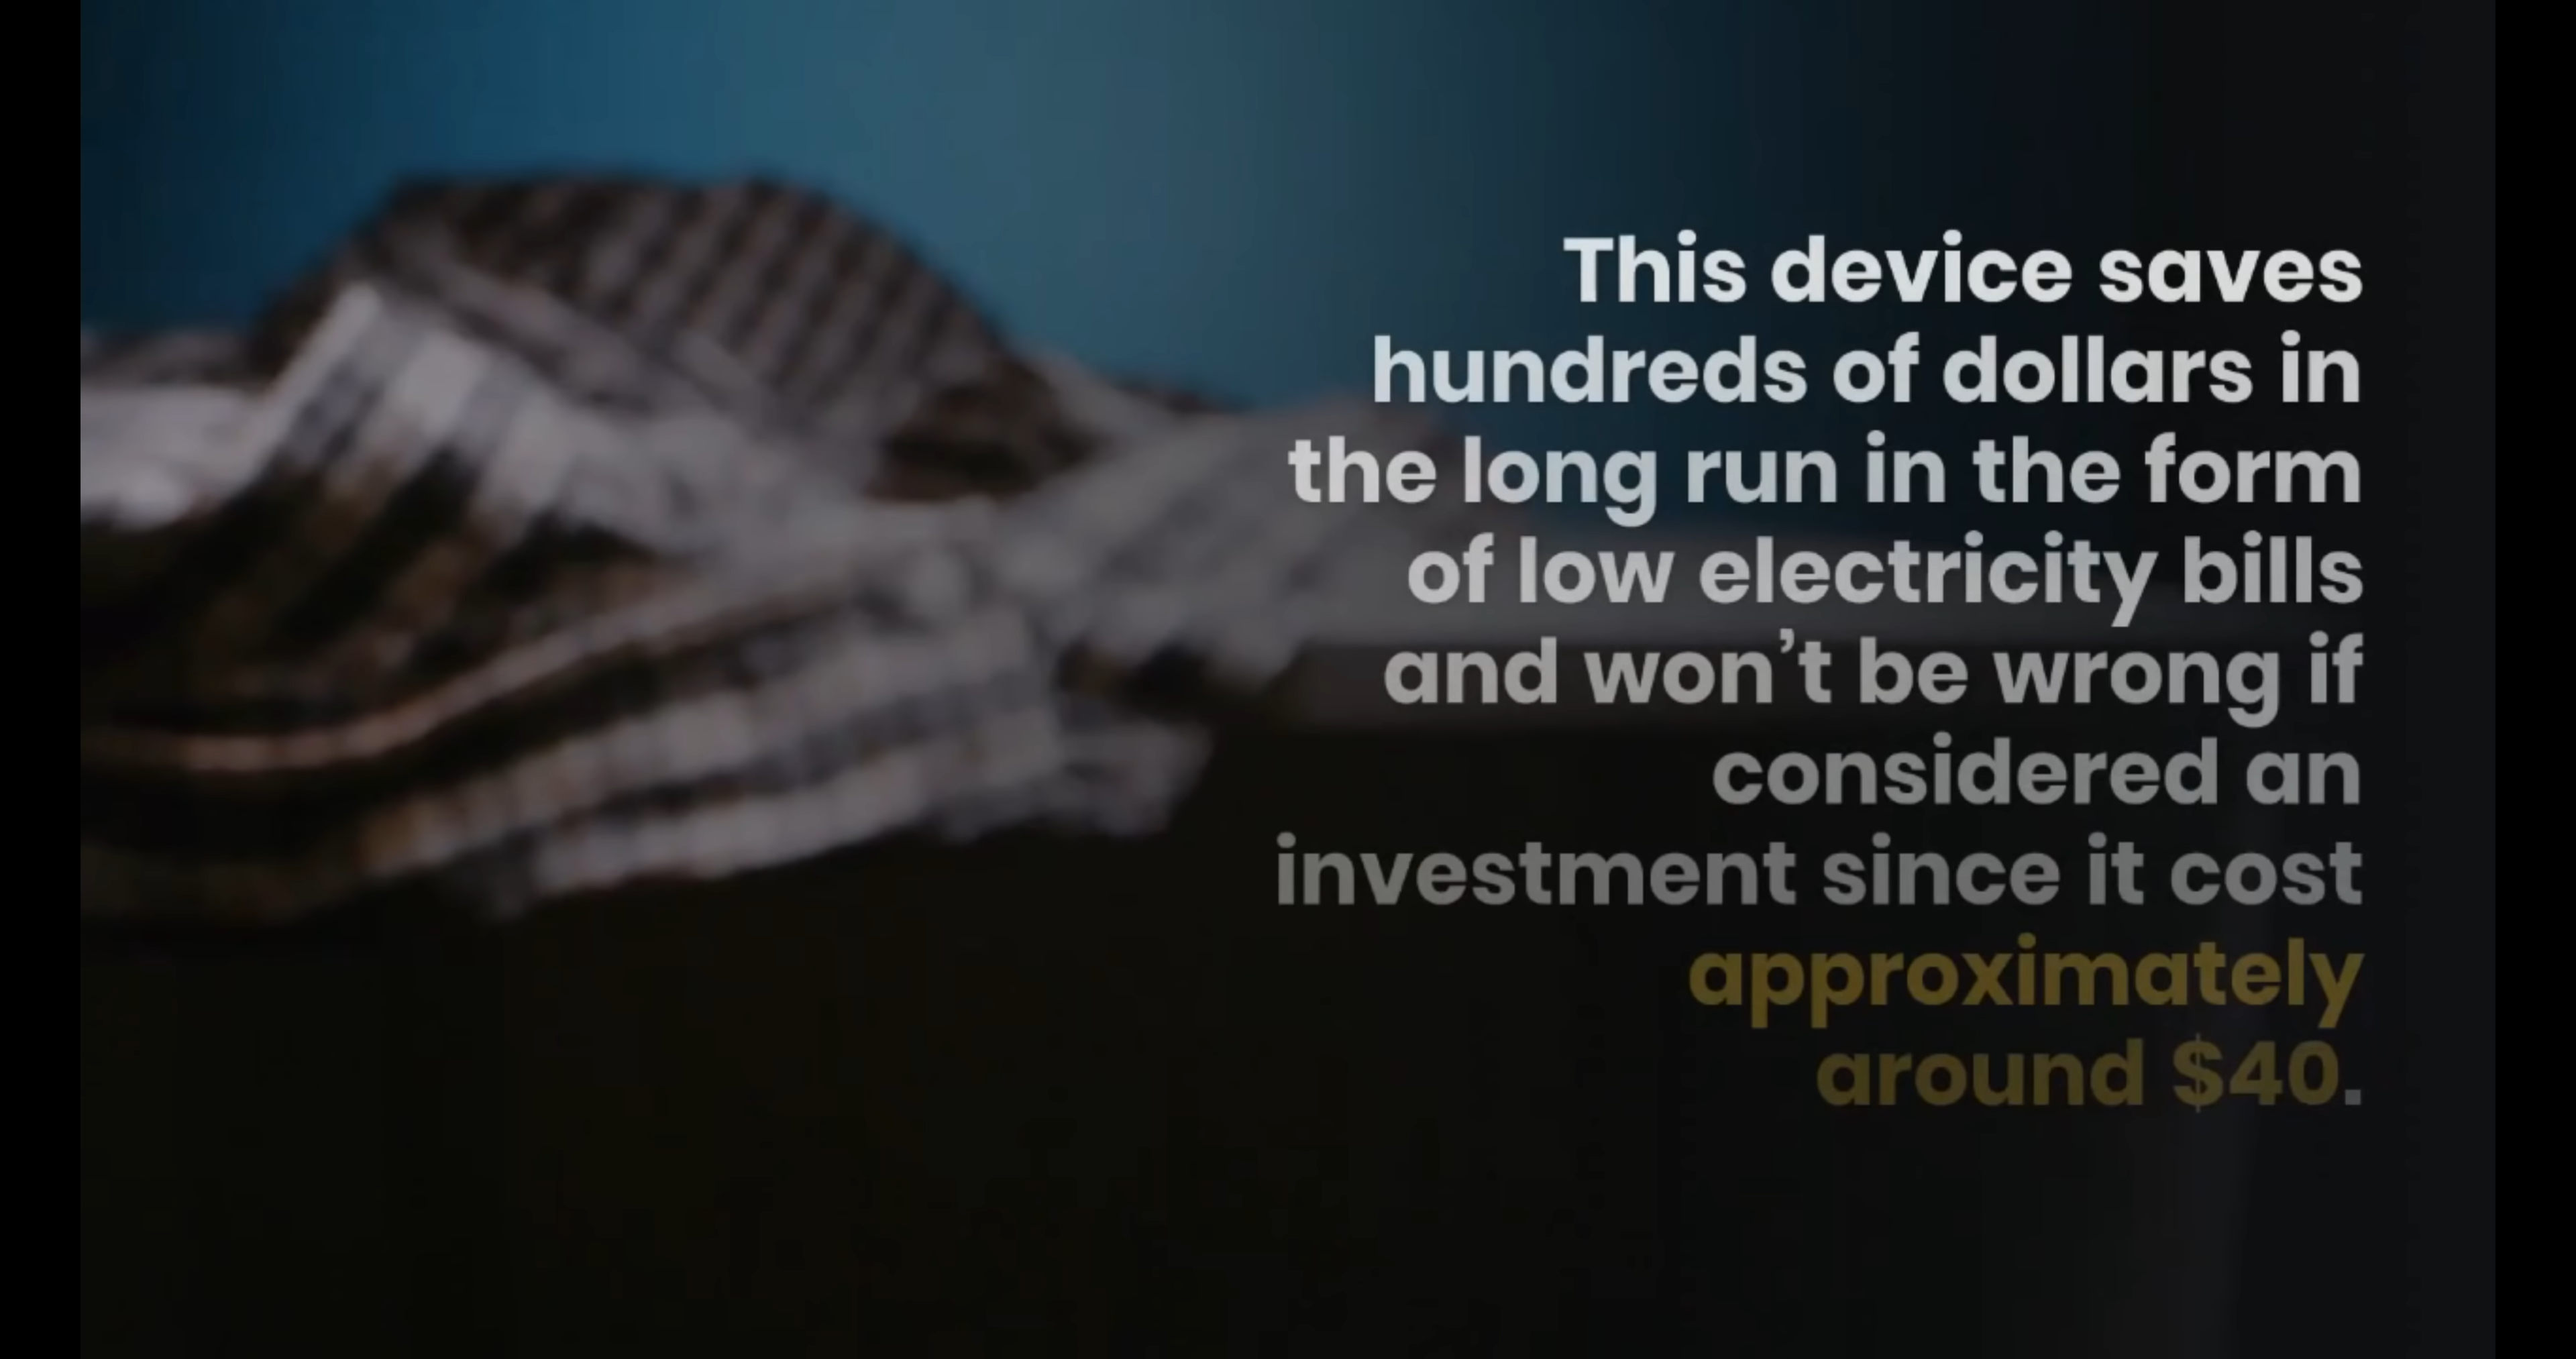 This device saves
hundreds of dollars in
the long run in the form
of low electricity bills
and won’t be wrong if
considered an
investment since it cost
approximately
around $40.